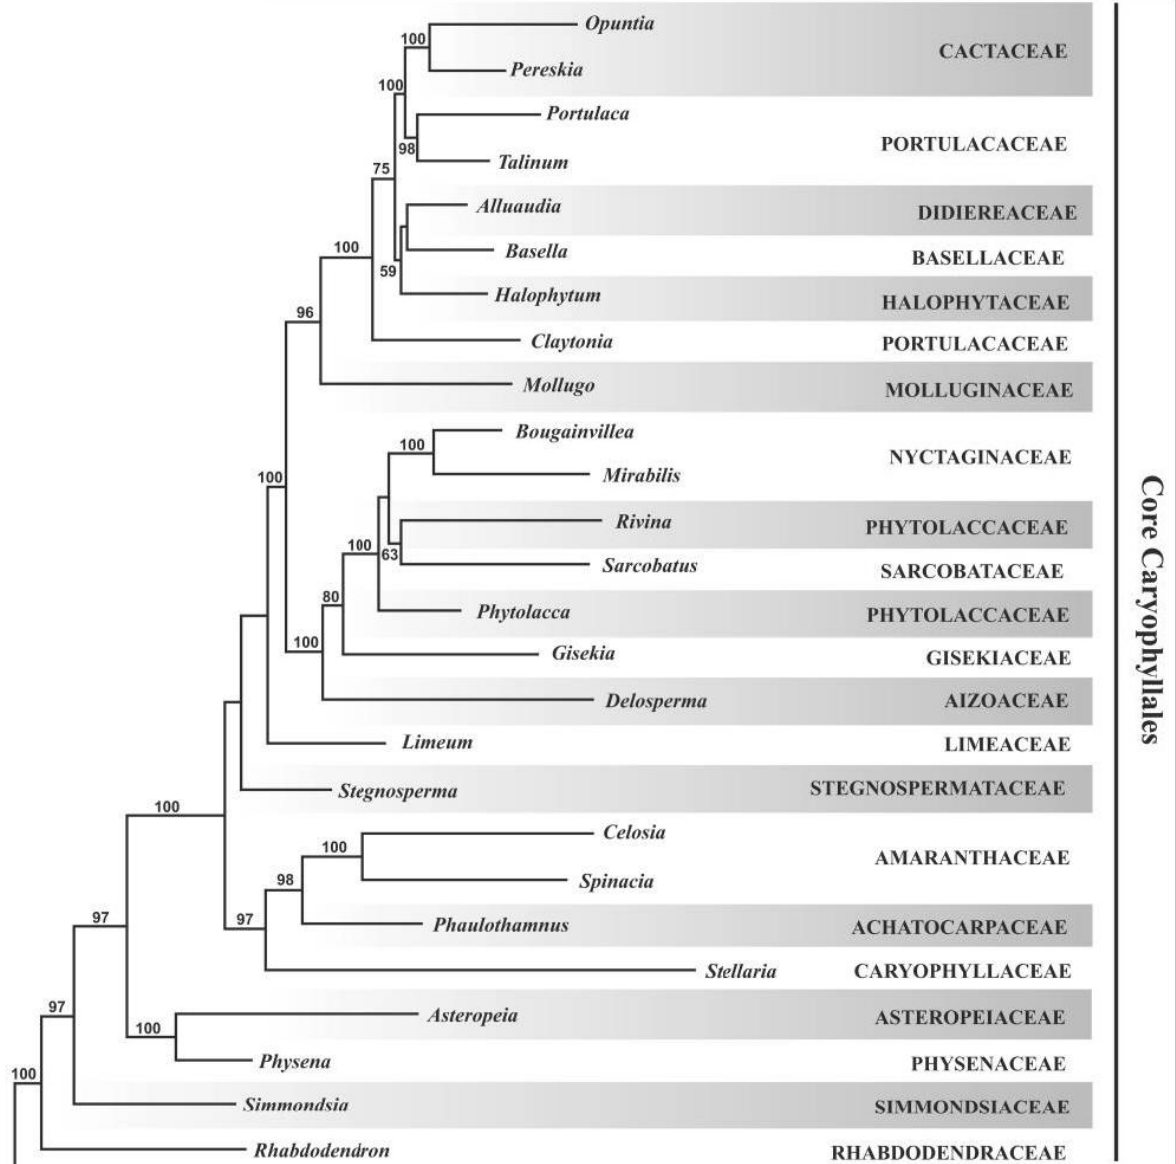 Opuntia
100
CACTACEAE
Pereskia
100
Portulaca
PORTULACACEAE
98
Talinum
75
Alluaudia
DIDIEREACEAE
100
Basella
BASELLACEAE
59
Halophytum
HALOPHYTACEAE
96
Claytonia
PORTULACACEAE
Mollugo
MOLLUGINACEAE
Bougainvillea
100
NYCTAGINACEAE
Mirabilis
100
Rivina
PHYTOLACCACEAE
100
63
Sarcobatus
SARCOBATACEAE
80
Phytolacca
PHYTOLACCACEAE
100
Gisekia
GISEKIACEAE
Delosperma
AIZOACEAE
Limeum
LIMEACEAE
Stegnosperma
STEGNOSPERMATACEAE
100
Celosia
100
AMARANTHACEAE
98
Spinacia
97
97
Phaulothamnus
ACHATOCARPACEAE
Stellaria
CARYOPHYLLACEAE
97
Asteropeia
ASTEROPEIACEAE
100
Physena
PHYSENACEAE
100
Simmondsia
SIMMONDSIACEAE
Rhabdodendron
RHABDODENDRACEAE
Core Caryophyllales